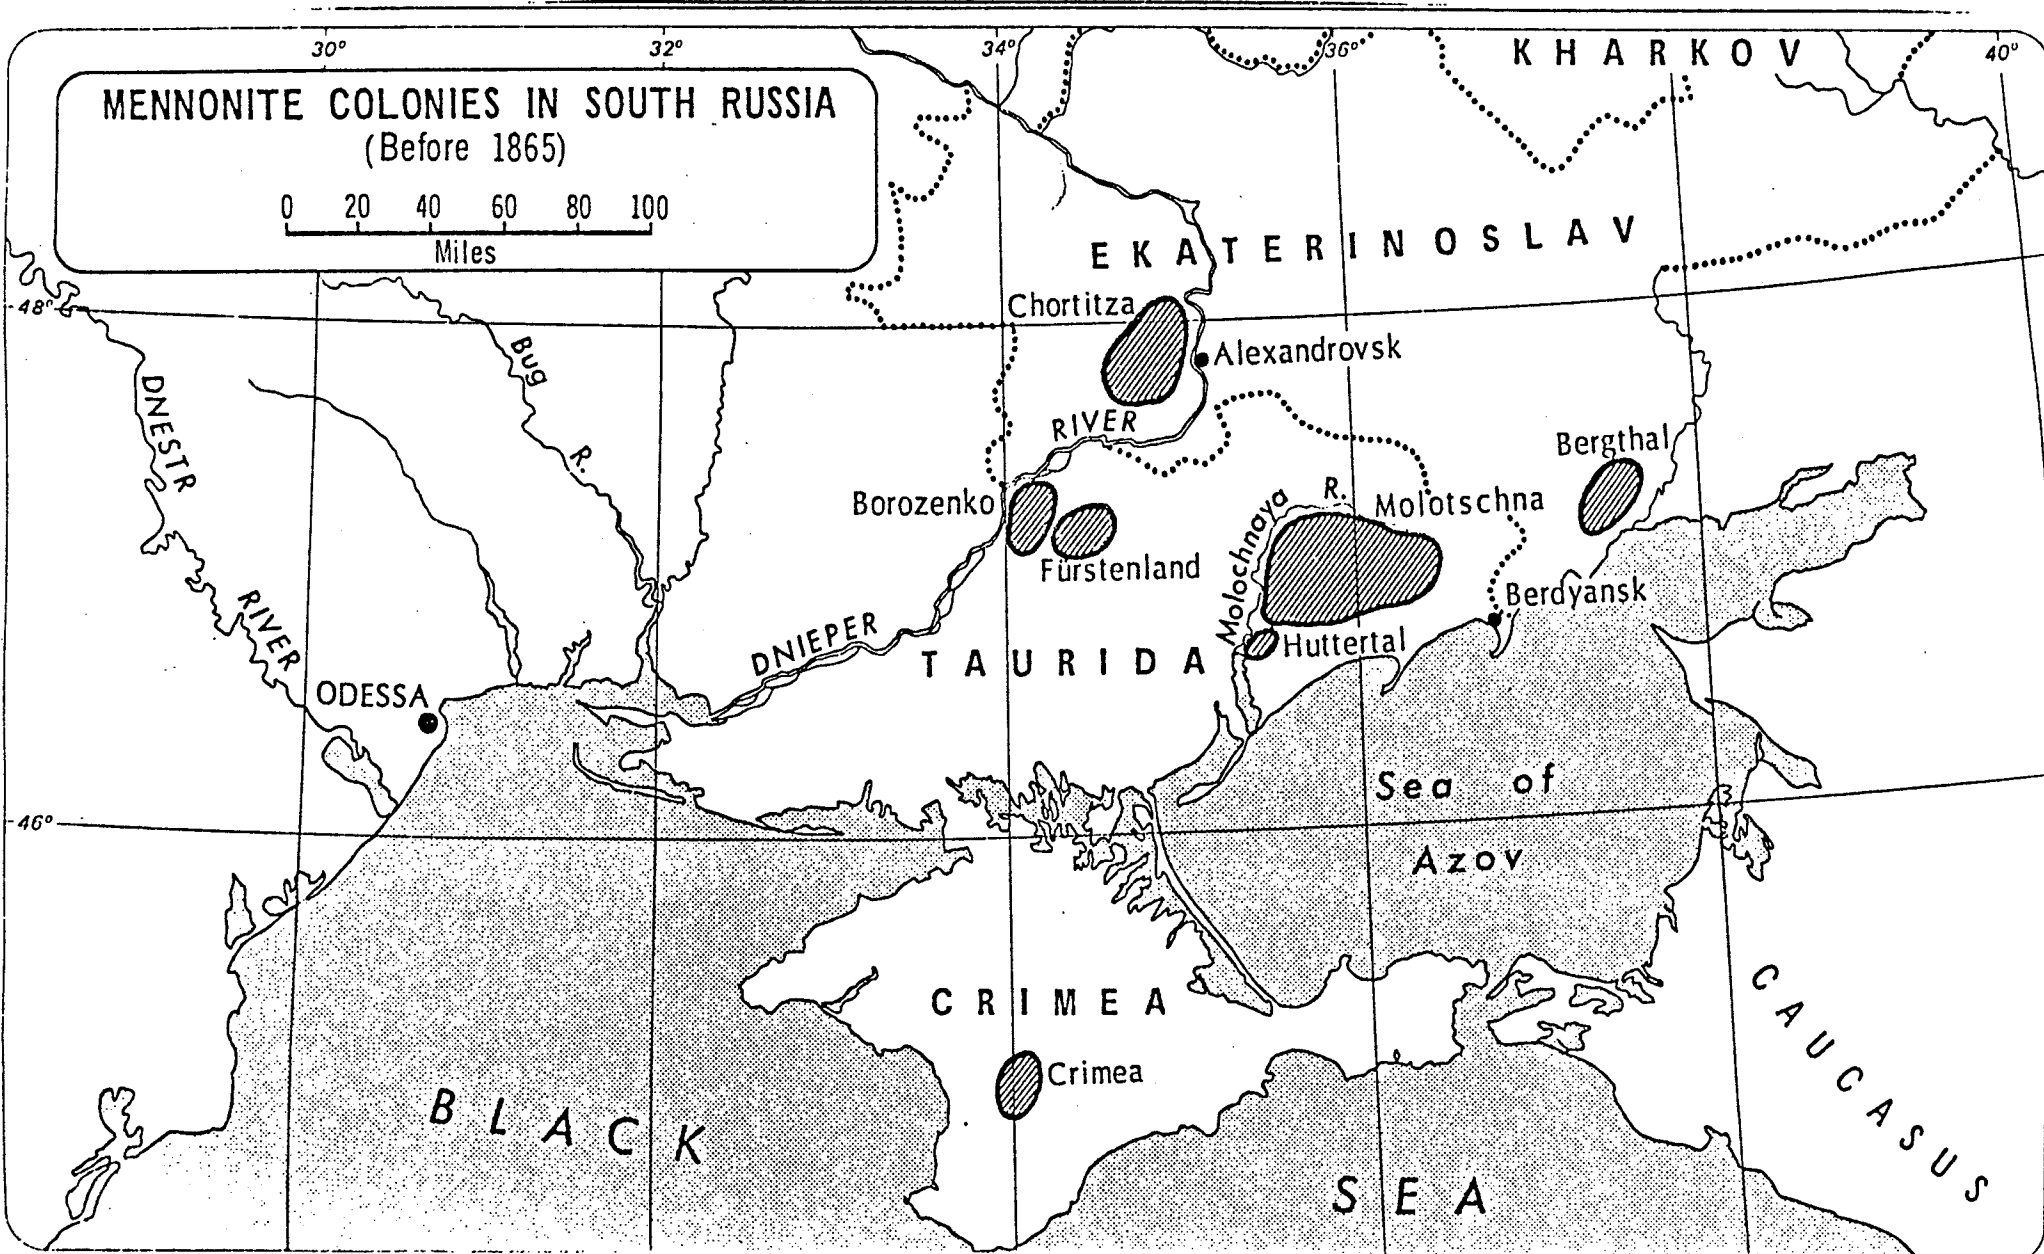 30°
32°
34°
36°
40°
KHARKOV
MENNONITE COLONIES IN SOUTH RUSSIA
(Before 1865)
0 20 40 60 80 100
Miles
EKATERINOSLAV
48°
Chortitza
Alexandrovsk
Bug R.
DNESTR RIVER
RIVER
Bergthal
Borozenko
Fürstenland
Molochnaya R.
Molotschna
Berdyansk
Huttertal
DNIEPER
TAURIDA
ODESSA
Sea of
Azov
46°
CRIMEA
Crimea
CAUCASUS
BLACK
SEA